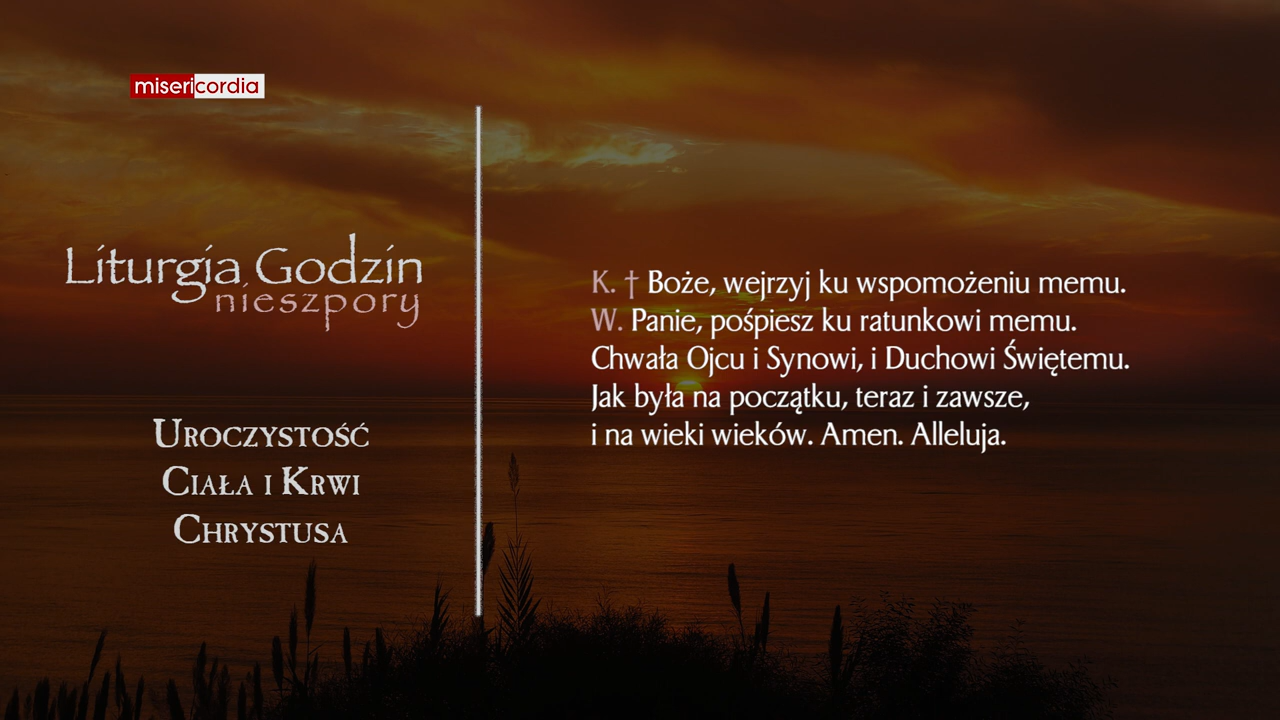 misericordia
Liturgia Godzin
nieszpory
Uroczystość
Ciała i Krwi
Chrystusa
K. † Boże, wejrzyj ku wspomożeniu memu.
W. Panie, pośpiesz ku ratunkowi memu.
Chwała Ojcu i Synowi, i Duchowi Świętemu.
Jak była na początku, teraz i zawsze,
i na wieki wieków. Amen. Alleluja.